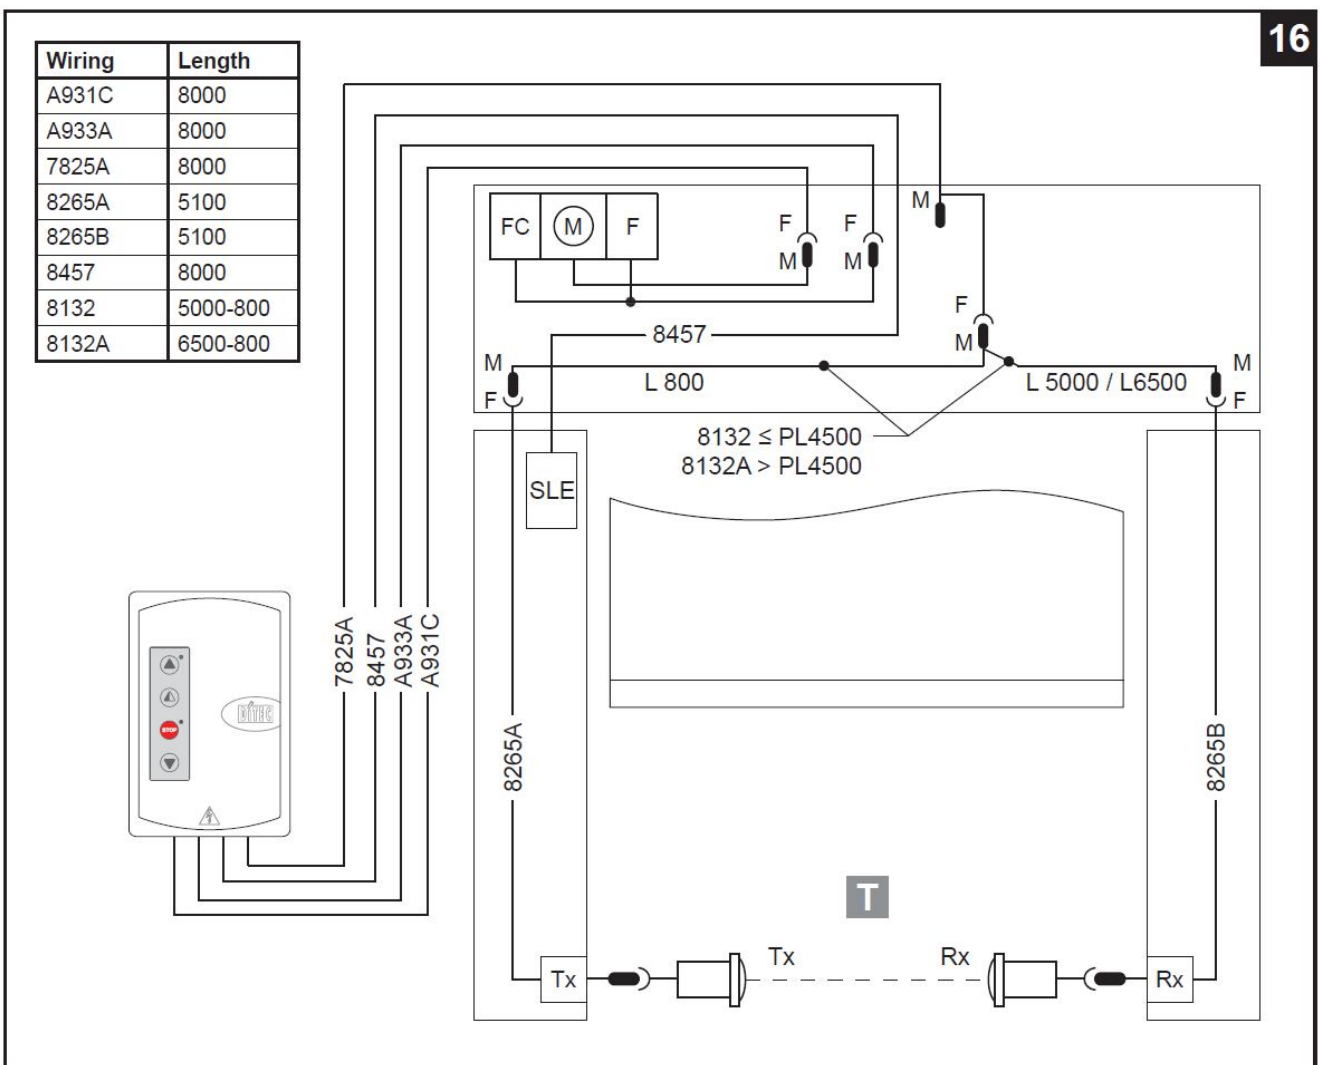 16
Wiring Length
A931C 8000
A933A 8000
7825A 8000
8265A 5100
8265B 5100
8457 8000
8132 5000-800
8132A 6500-800
FC M F
F
M
F
M
M
F
M
8457
M
F
L 800
L 5000 / L6500
M
F
8132 ≤ PL4500
8132A > PL4500
SLE
7825A
8457
A933A
A931C
STOP
DITEC
8265A
8265B
T
Tx
Rx
Tx
Rx